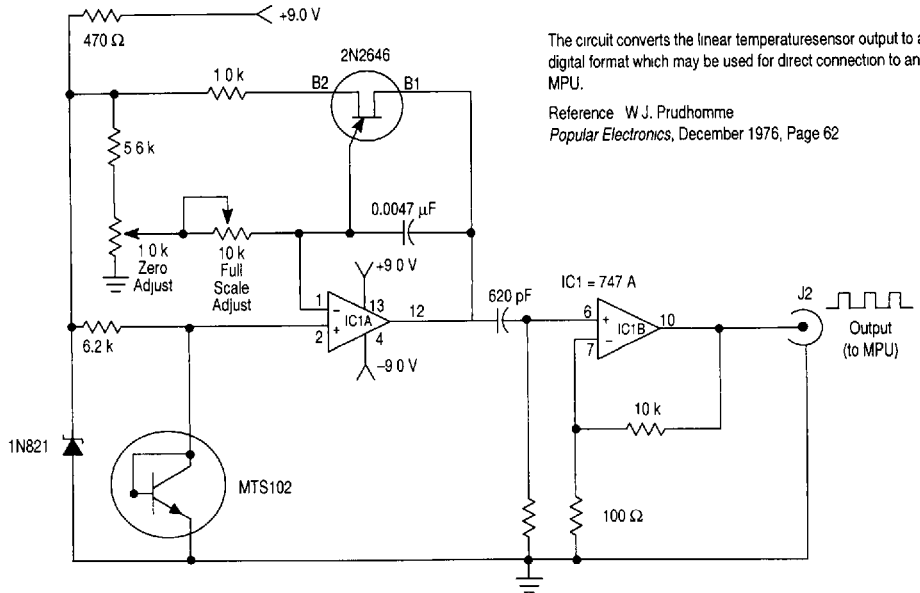 +9.0 V
470 Ω
2N2646
The circuit converts the linear temperaturesensor output to a
digital format which may be used for direct connection to an
MPU.
Reference W J. Prudhomme
Popular Electronics, December 1976, Page 62
1 0 k
B2
B1
5 6 k
0.0047 µF
1 0 k
Zero
Adjust
10 k
Full
Scale
Adjust
+9 0 V
1
13
IC1A
12
2
4
−9 0 V
6.2 k
620 pF
IC1 = 747 A
6
IC1B
10
7
J2
Output
(to MPU)
10 k
1N821
MTS102
100 Ω